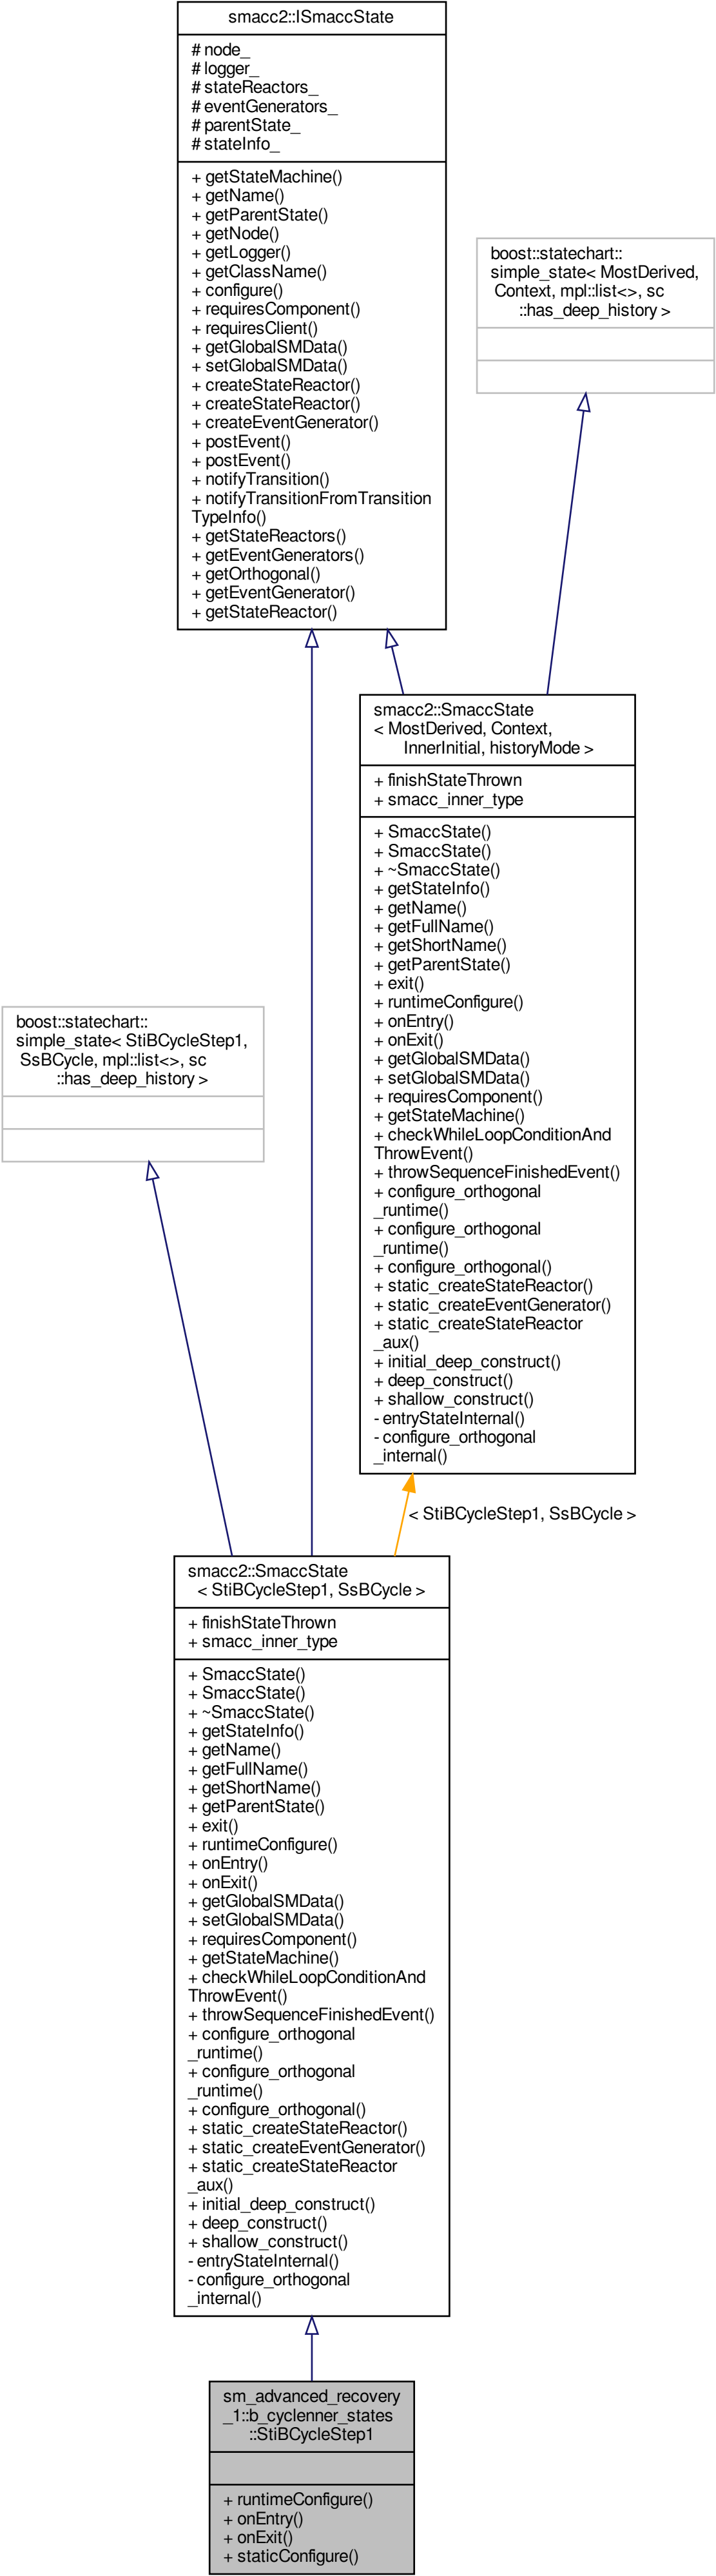 smacc2::ISmaccState
# node_
# logger_
# stateReactors_
# eventGenerators_
# parentState_
# stateInfo_
+ getStateMachine()
+ getName()
+ getParentState()
+ getNode()
+ getLogger()
+ getClassName()
+ configure()
+ requiresComponent()
+ requiresClient()
+ getGlobalSMData()
+ setGlobalSMData()
+ createStateReactor()
+ createStateReactor()
+ createEventGenerator()
+ postEvent()
+ postEvent()
+ notifyTransition()
+ notifyTransitionFromTransition
TypeInfo()
+ getStateReactors()
+ getEventGenerators()
+ getOrthogonal()
+ getEventGenerator()
+ getStateReactor()
boost::statechart::
simple_state< MostDerived,
Context, mpl::list<>, sc
::has_deep_history >
smacc2::SmaccState
< MostDerived, Context,
InnerInitial, historyMode >
+ finishStateThrown
+ smacc_inner_type
+ SmaccState()
+ SmaccState()
+ ~SmaccState()
+ getStateInfo()
+ getName()
+ getFullName()
+ getShortName()
+ getParentState()
+ exit()
+ runtimeConfigure()
+ onEntry()
+ onExit()
+ getGlobalSMData()
+ setGlobalSMData()
+ requiresComponent()
+ getStateMachine()
+ checkWhileLoopConditionAnd
ThrowEvent()
+ throwSequenceFinishedEvent()
+ configure_orthogonal
_runtime()
+ configure_orthogonal
_runtime()
+ configure_orthogonal()
+ static_createStateReactor()
+ static_createEventGenerator()
+ static_createStateReactor
_aux()
+ initial_deep_construct()
+ deep_construct()
+ shallow_construct()
- entryStateInternal()
- configure_orthogonal
_internal()
boost::statechart::
simple_state< StiBCycleStep1,
SsBCycle, mpl::list<>, sc
::has_deep_history >
< StiBCycleStep1, SsBCycle >
smacc2::SmaccState
< StiBCycleStep1, SsBCycle >
+ finishStateThrown
+ smacc_inner_type
+ SmaccState()
+ SmaccState()
+ ~SmaccState()
+ getStateInfo()
+ getName()
+ getFullName()
+ getShortName()
+ getParentState()
+ exit()
+ runtimeConfigure()
+ onEntry()
+ onExit()
+ getGlobalSMData()
+ setGlobalSMData()
+ requiresComponent()
+ getStateMachine()
+ checkWhileLoopConditionAnd
ThrowEvent()
+ throwSequenceFinishedEvent()
+ configure_orthogonal
_runtime()
+ configure_orthogonal
_runtime()
+ configure_orthogonal()
+ static_createStateReactor()
+ static_createEventGenerator()
+ static_createStateReactor
_aux()
+ initial_deep_construct()
+ deep_construct()
+ shallow_construct()
- entryStateInternal()
- configure_orthogonal
_internal()
sm_advanced_recovery
_1::b_cyclenner_states
::StiBCycleStep1
+ runtimeConfigure()
+ onEntry()
+ onExit()
+ staticConfigure()